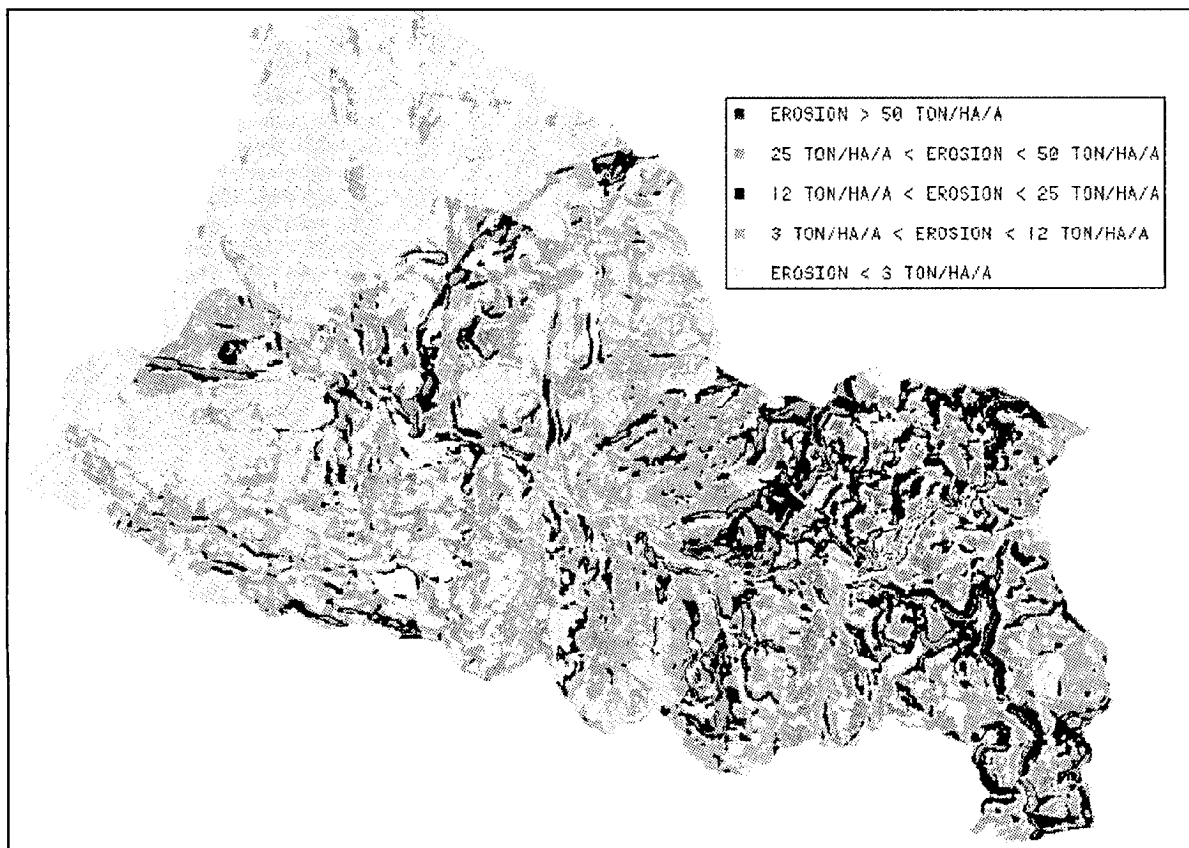 EROSION > 50 TON/HA/A
25 TON/HA/A < EROSION < 50 TON/HA/A
12 TON/HA/A < EROSION < 25 TON/HA/A
3 TON/HA/A < EROSION < 12 TON/HA/A
EROSION < 3 TON/HA/A